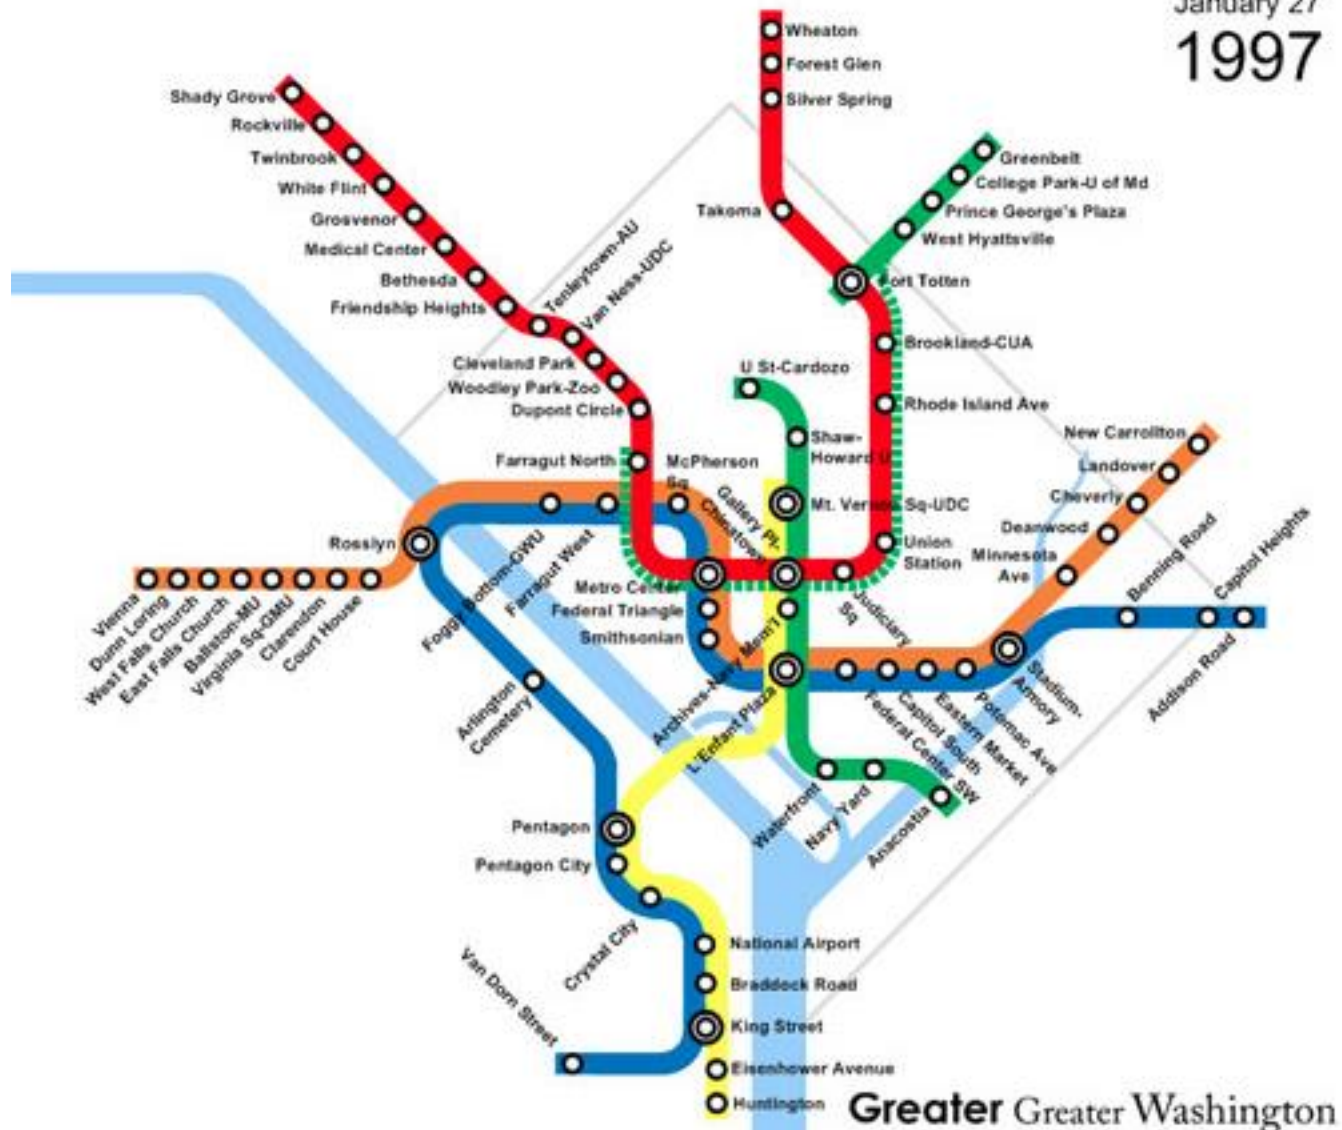 January 27
1997
Wheaton
Forest Glen
Silver Spring
Takoma
Shady Grove
Rockville
Twinbrook
White Flint
Grosvenor
Medical Center
Bethesda
Friendship Heights
Tenleytown-AU
Van Ness-UDC
Cleveland Park
Woodley Park-Zoo
Dupont Circle
Farragut North
Greenbelt
College Park-U of Md
Prince George's Plaza
West Hyattsville
Fort Totten
Brookland-CUA
Rhode Island Ave
U St-Cardozo
Shaw-
Howard U
Mt. Vernon Sq-UDC
McPherson
Sq
Gallery Pl-
Chinatown
Union
Station
Judiciary
Sq
Metro Center
Federal Triangle
Smithsonian
Archives-Navy Mem'l
L'Enfant Plaza
New Carrollton
Landover
Cheverly
Deanwood
Minnesota
Ave
Benning Road
Capitol Heights
Addison Road
Stadium-
Armory
Potomac Ave
Eastern Market
Capitol South
Federal Center SW
Rosslyn
Foggy Bottom-GWU
Farragut West
Vienna
Dunn Loring
West Falls Church
East Falls Church
Ballston-MU
Virginia Sq-GMU
Clarendon
Court House
Arlington
Cemetery
Waterfront
Navy Yard
Anacostia
Pentagon
Pentagon City
Crystal City
National Airport
Braddock Road
King Street
Van Dorn Street
Eisenhower Avenue
Huntington
Greater Greater Washington